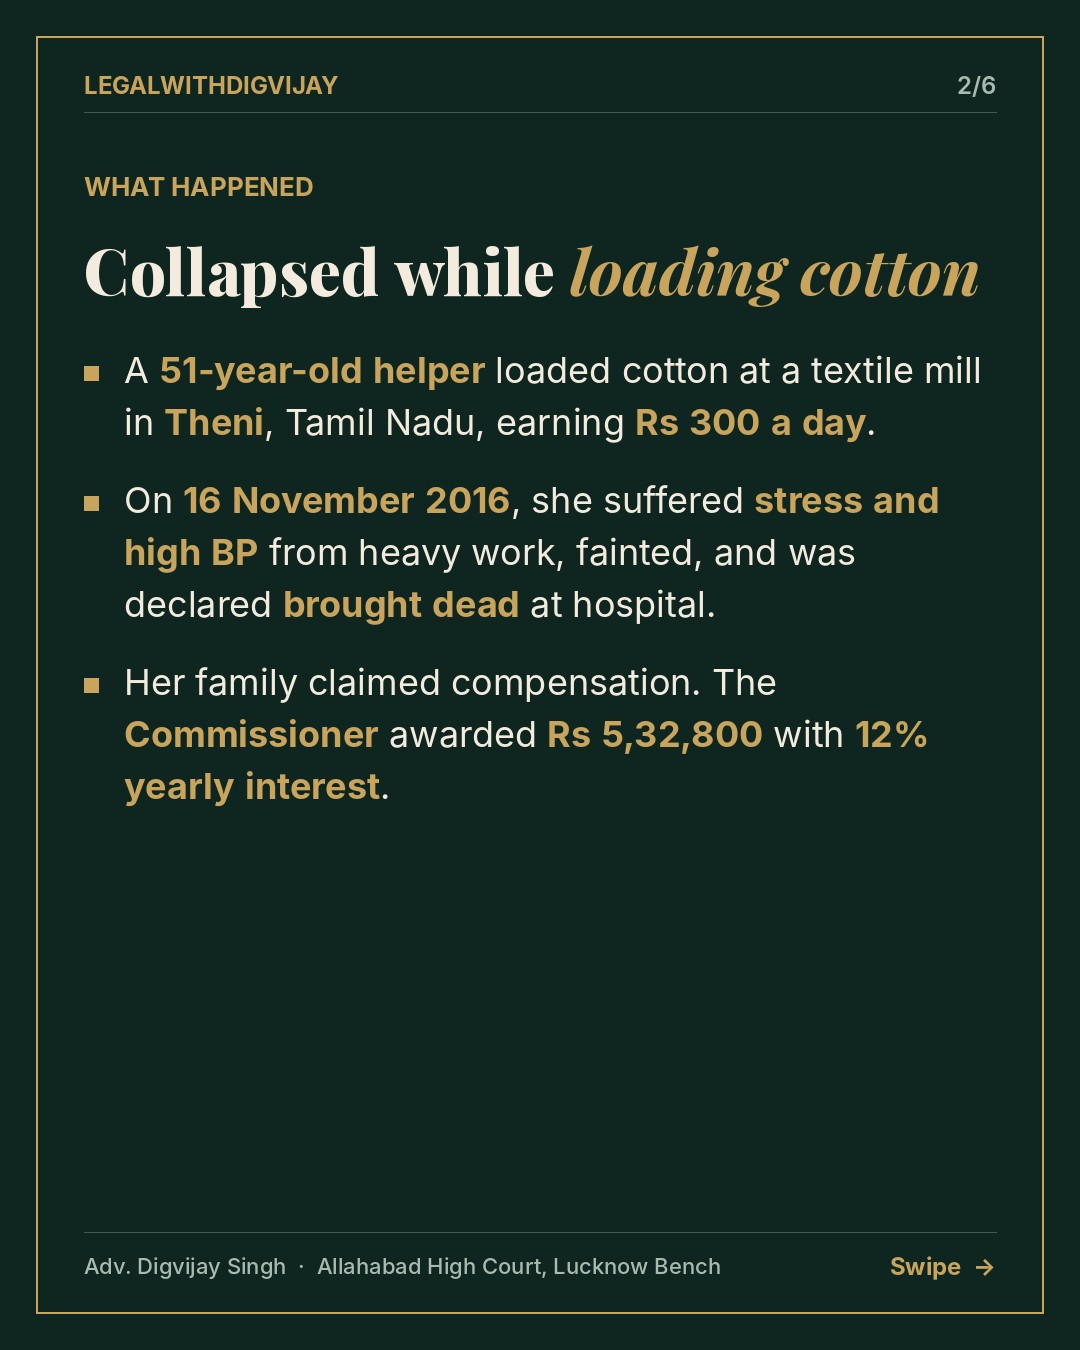 LEGALWITHDIGVIJAY
2/6
WHAT HAPPENED
Collapsed while loading cotton
A 51-year-old helper loaded cotton at a textile mill
in Theni, Tamil Nadu, earning Rs 300 a day.
On 16 November 2016, she suffered stress and
high BP from heavy work, fainted, and was
declared brought dead at hospital.
Her family claimed compensation. The
Commissioner awarded Rs 5,32,800 with 12%
yearly interest.
Adv. Digvijay Singh · Allahabad High Court, Lucknow Bench
Swipe →